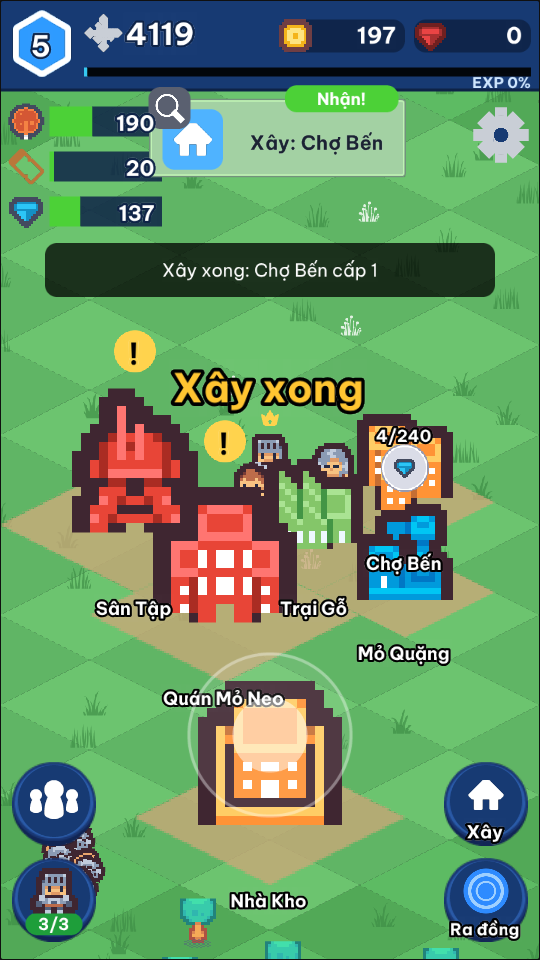 5
4119
197
0
EXP 0%
Nhận!
190
Xây: Chợ Bến
20
137
Xây xong: Chợ Bến cấp 1
!
Xây xong
!
4/240
Chợ Bến
Sân Tập
Trại Gỗ
Mỏ Quặng
Quán Mỏ Neo
Xây
Nhà Kho
3/3
Ra đồng